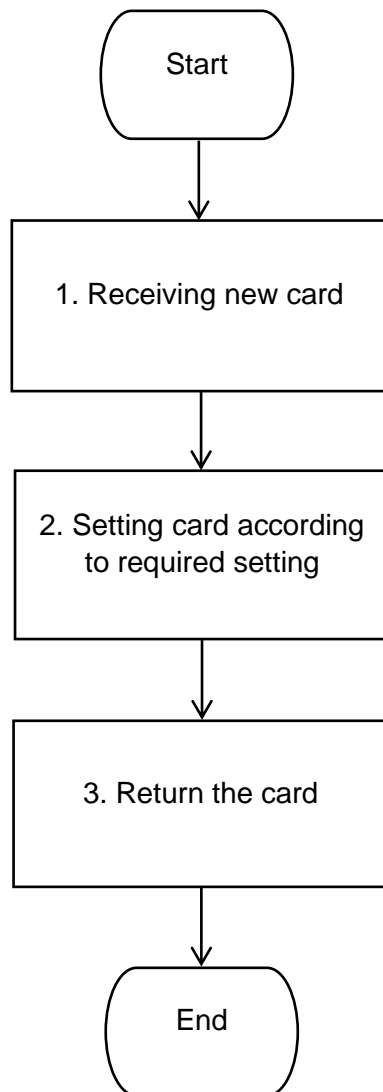 Start
1. Receiving new card
2. Setting card according
to required setting
3. Return the card
End